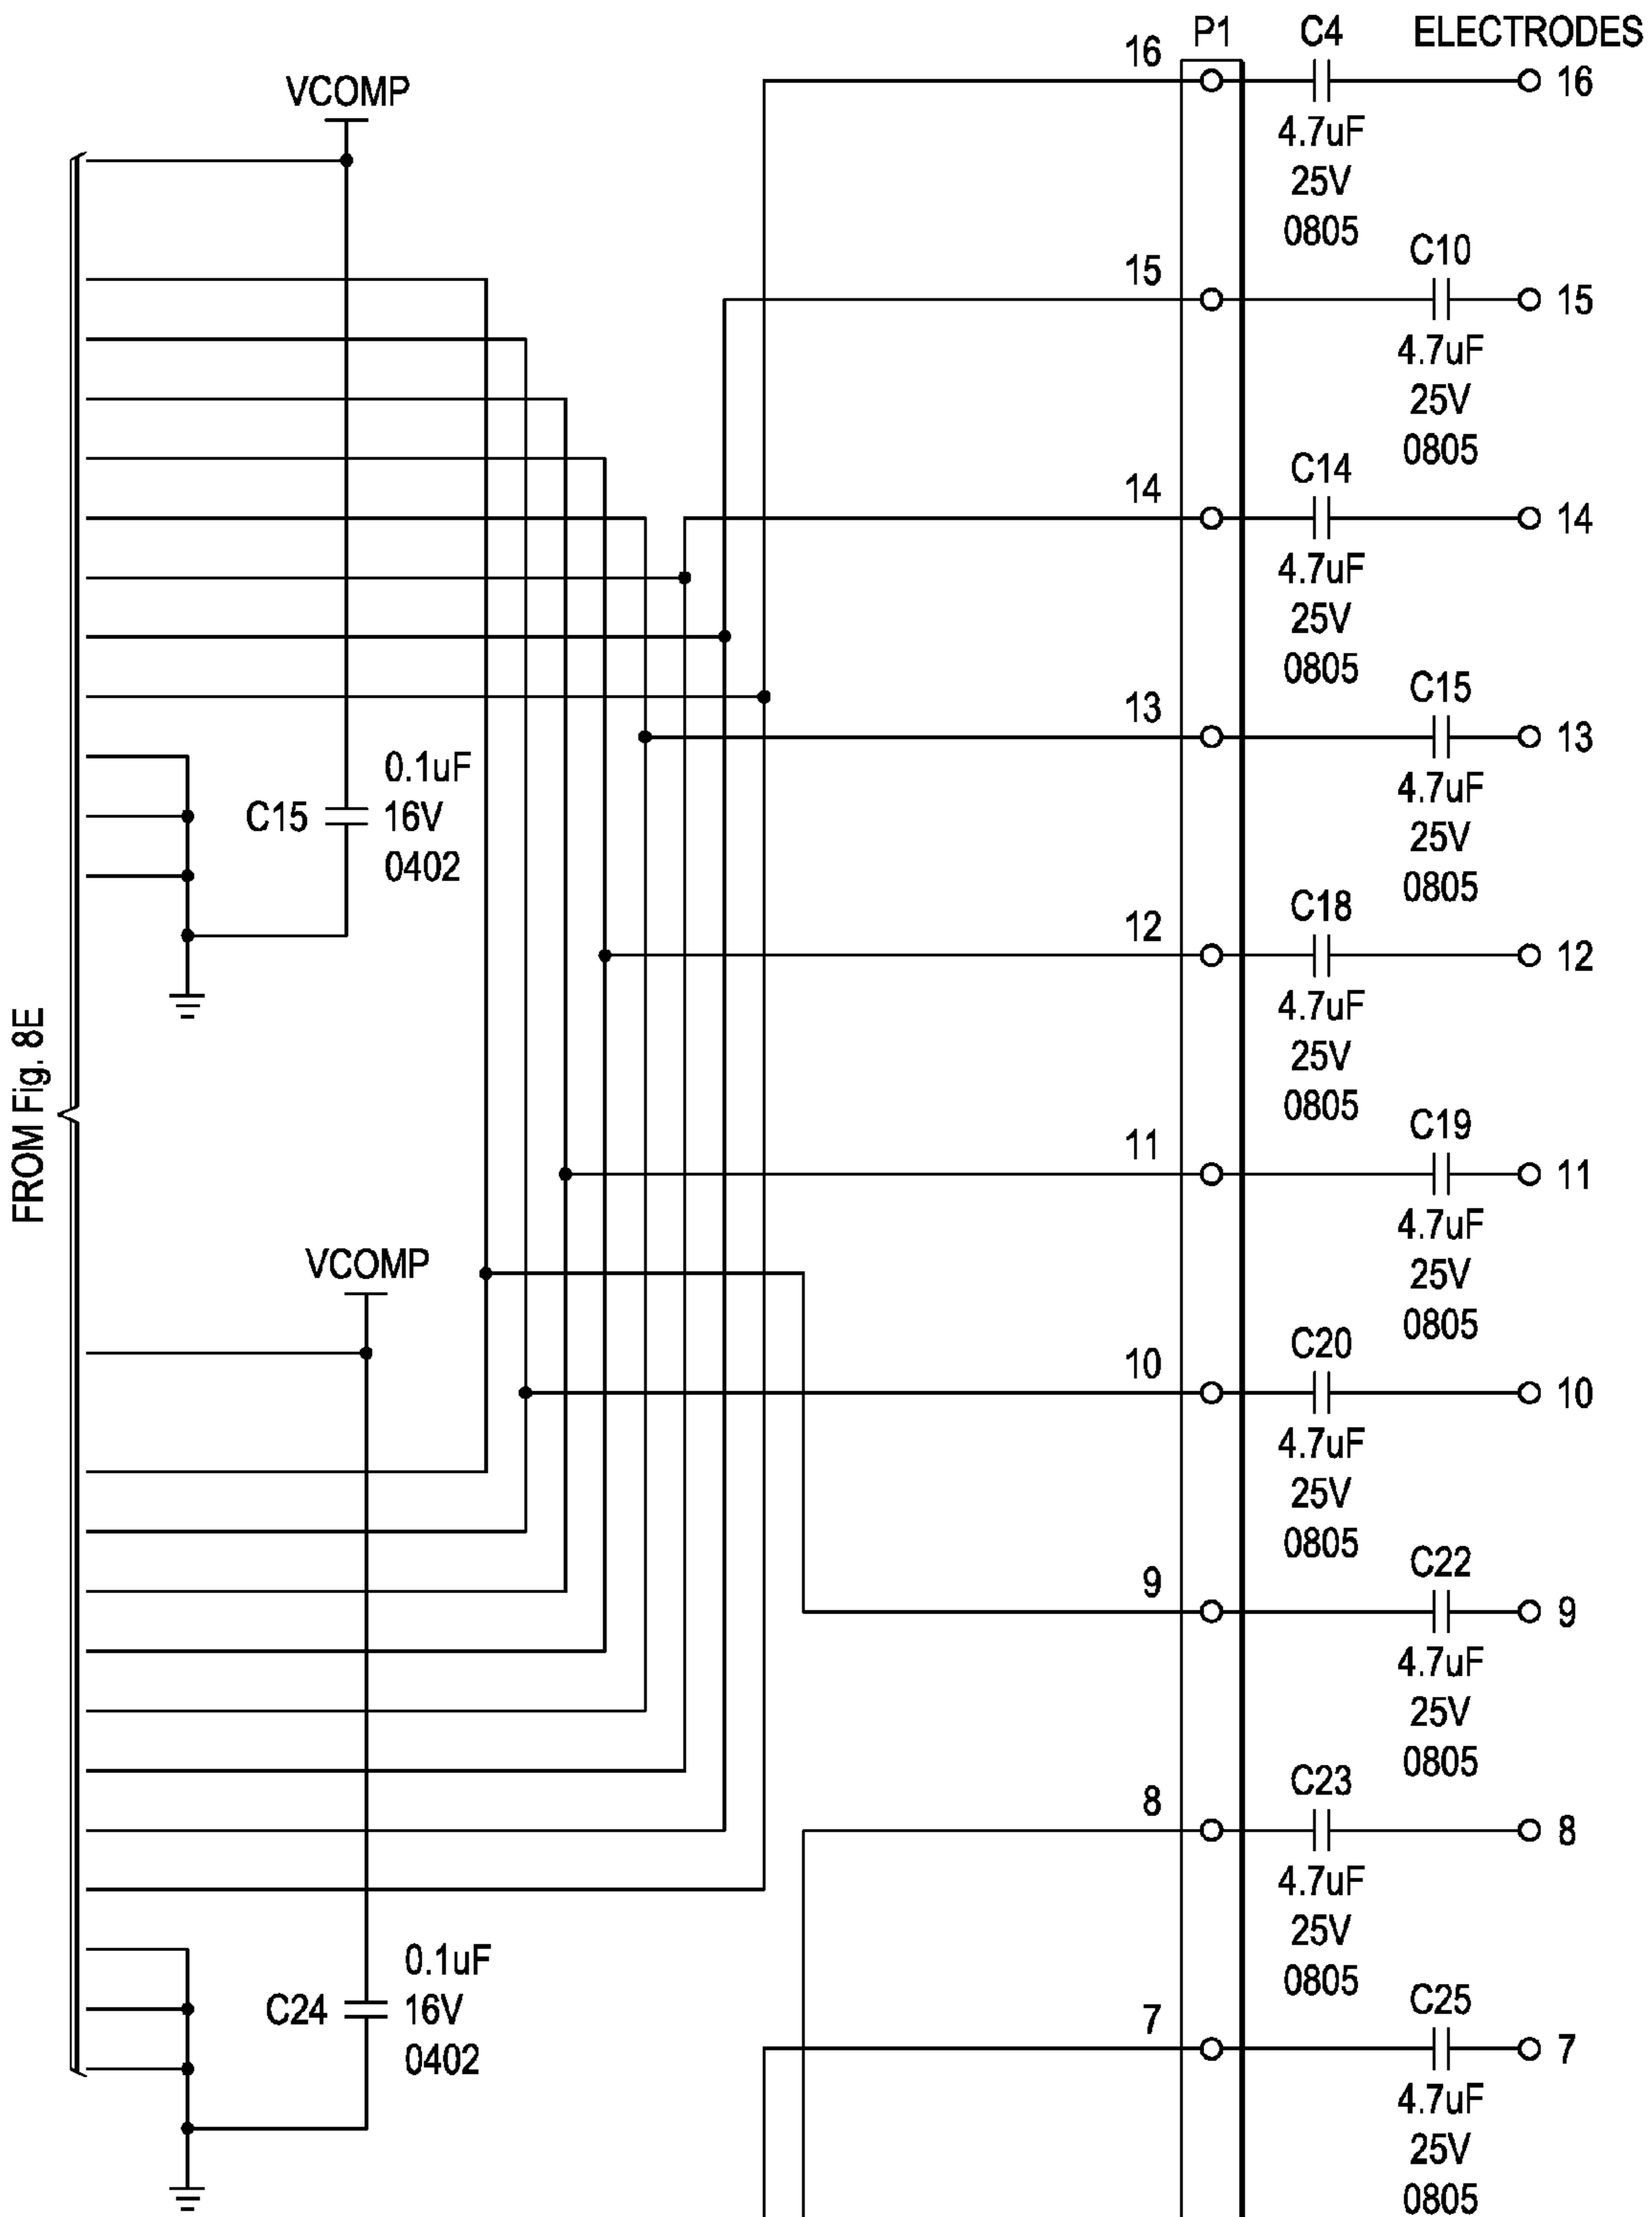 P1 C4 ELECTRODES
16 16
VCOMP
4.7uF
25V
0805
C10
15 15
4.7uF
25V
0805
C14
14 14
4.7uF
25V
0805
C15
13 13
4.7uF
25V
0805
0.1uF
C15 16V
0402
C18
12 12
4.7uF
25V
0805
FROM Fig. 8E
C19
11 11
4.7uF
25V
0805
VCOMP
C20
10 10
4.7uF
25V
0805
C22
9 9
4.7uF
25V
0805
C23
8 8
4.7uF
25V
0805
0.1uF
C24 16V
0402
C25
7 7
4.7uF
25V
0805